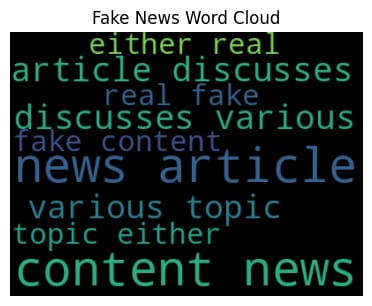 Fake News Word Cloud
either real
article discusses
real fake
discusses various
fake content
news article
various topic
topic either
content news